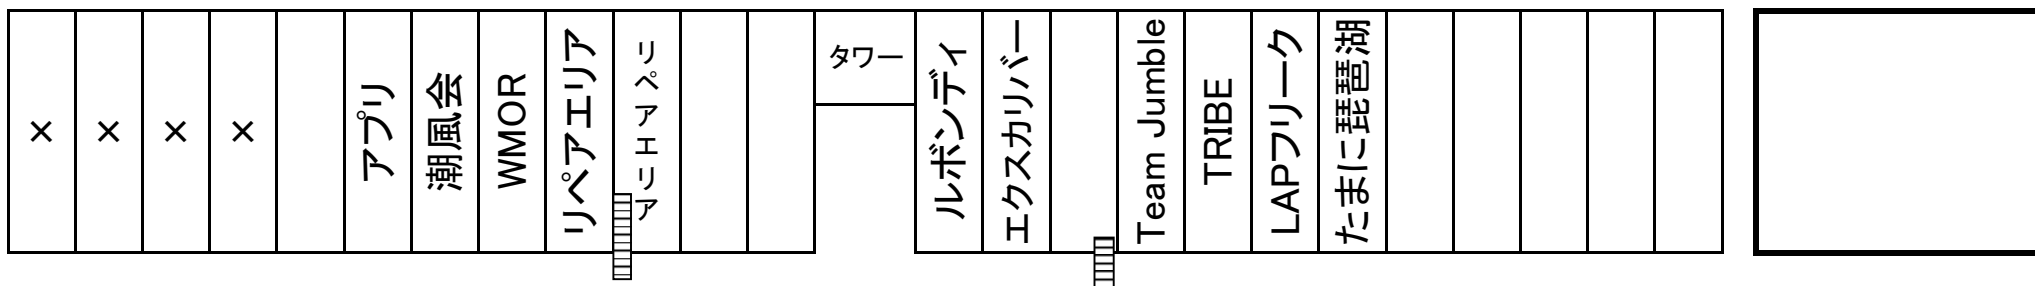 ×
×
×
×
アプリ
潮風会
WMOR
リペアエリア
リペアエリア
タワー
ルボンディ
エクスカリバー
Team Jumble
TRIBE
LAPフリーク
たまに琵琶湖